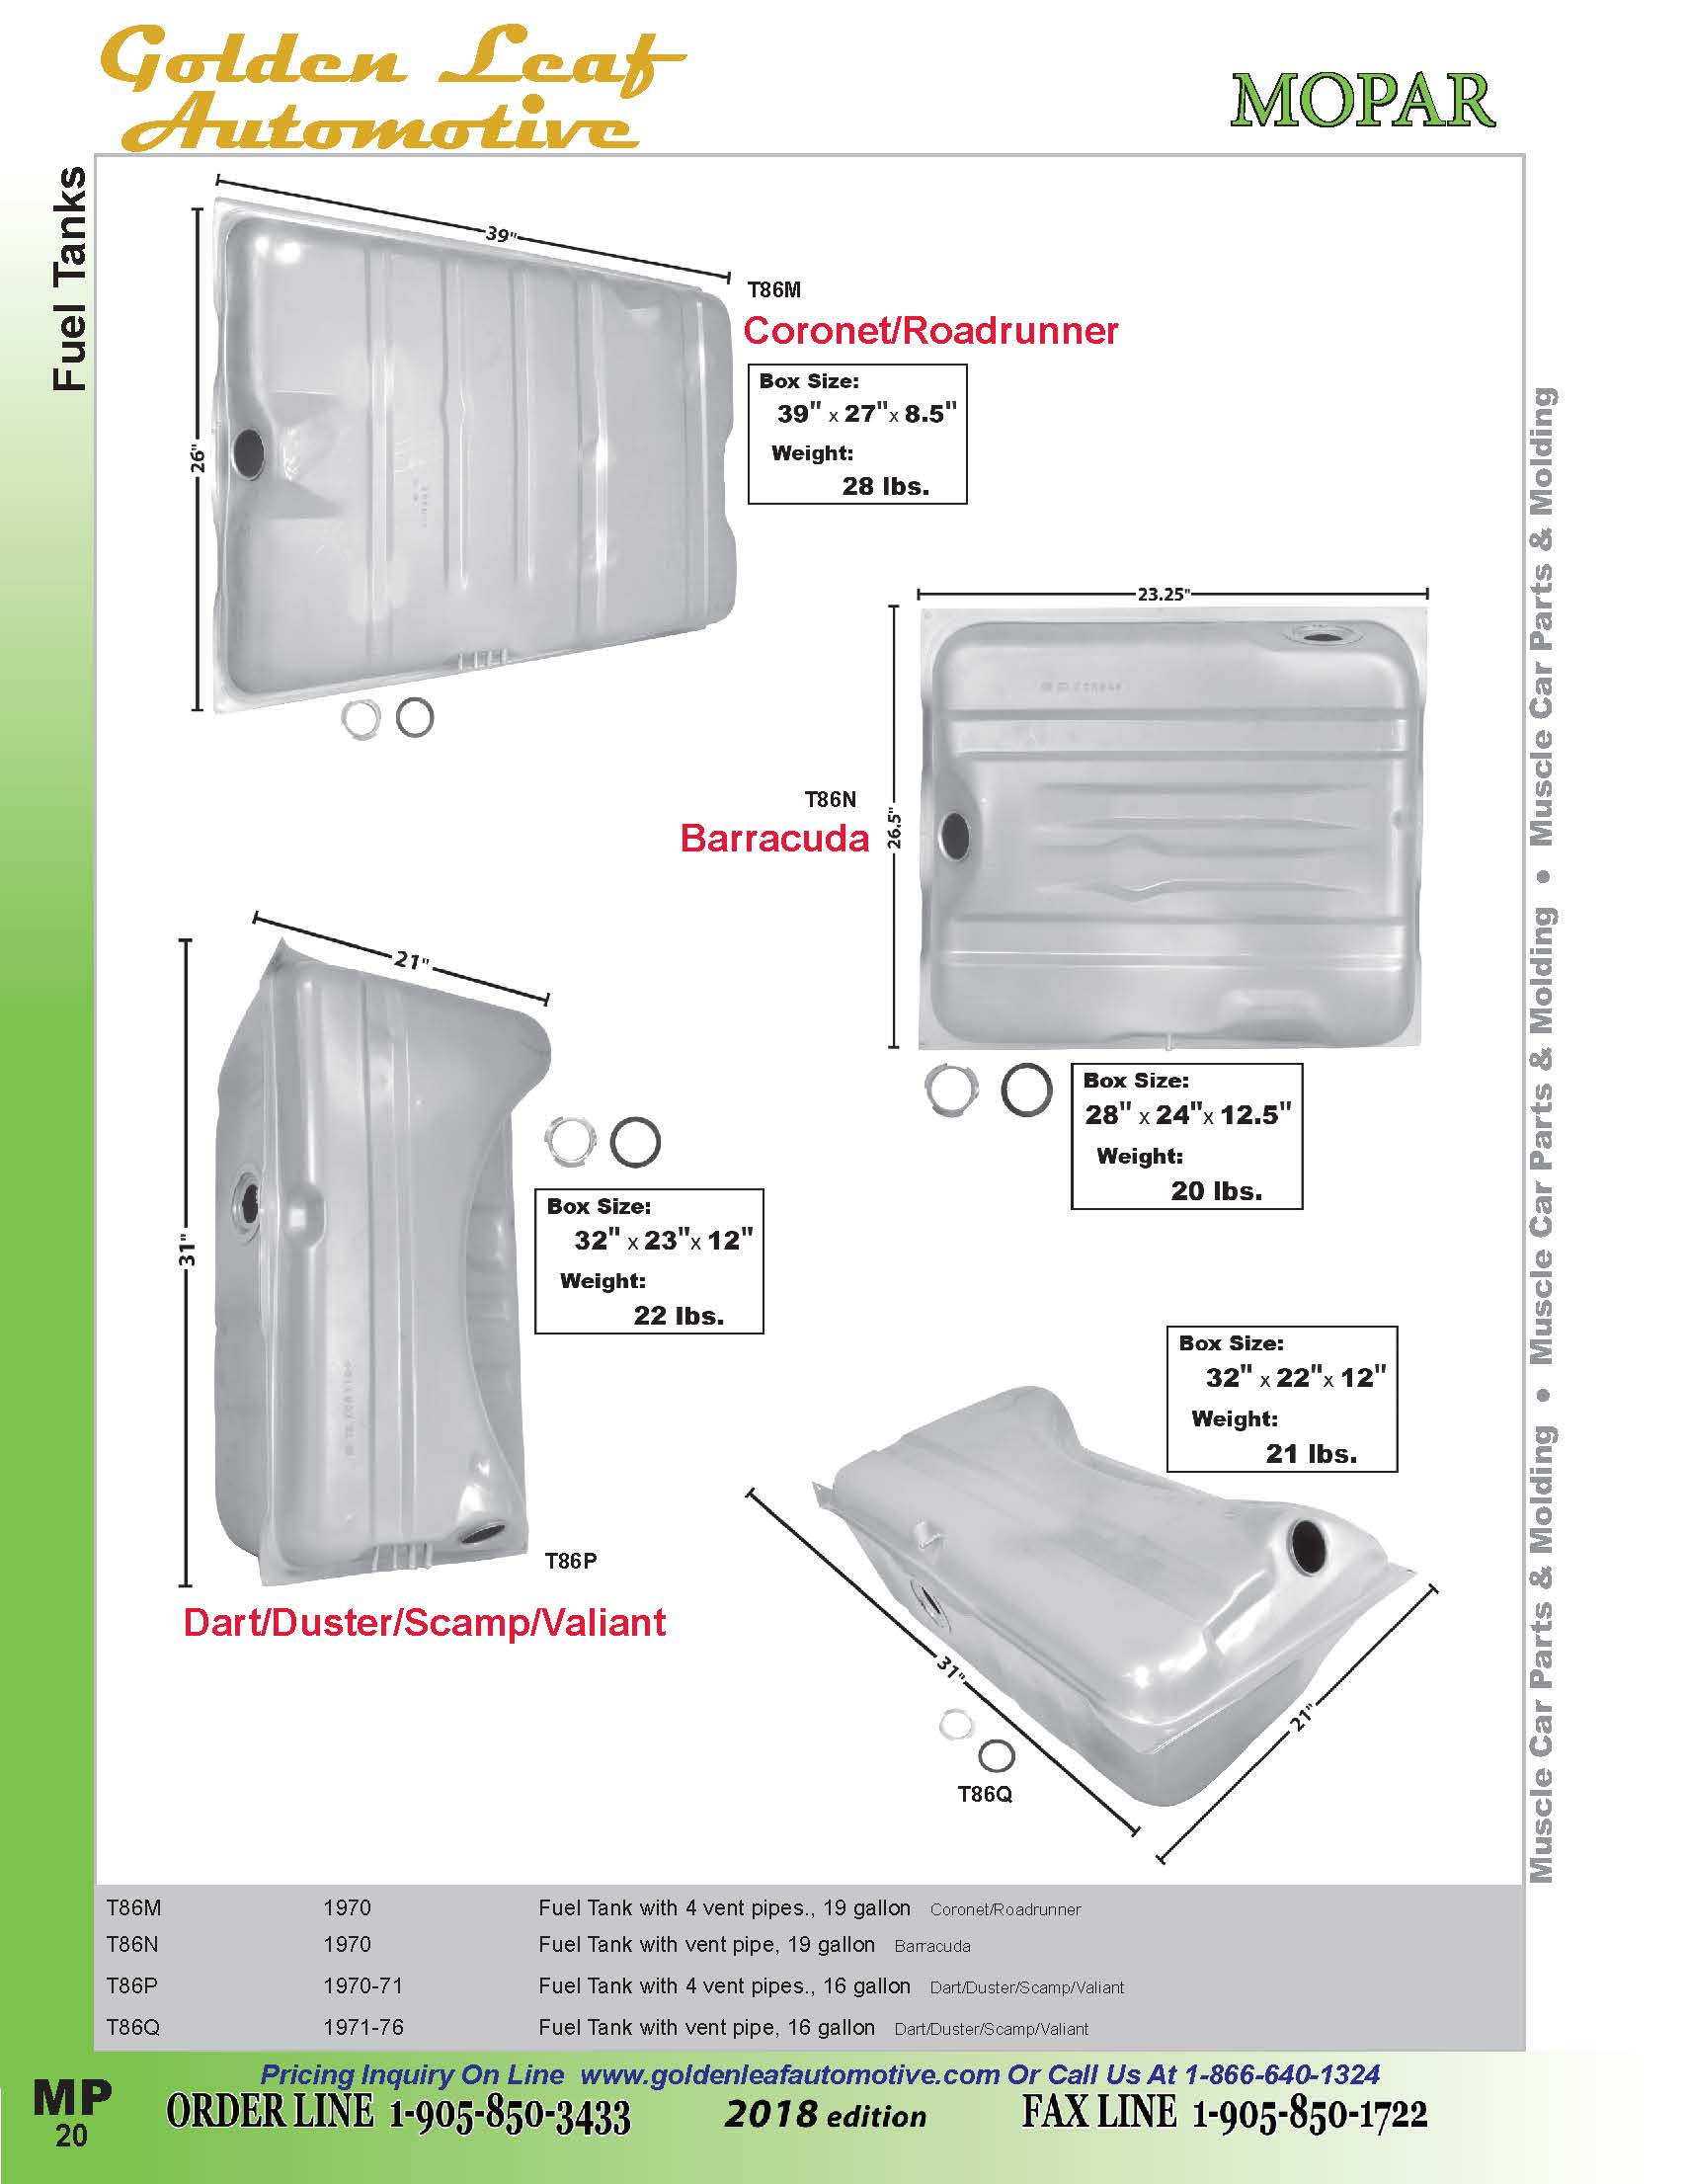 Golden Leaf
Automotive
MOPAR
Fuel Tanks
39"
26"
T86M
Coronet/Roadrunner
Box Size:
39" x 27"x 8.5"
Weight:
28 lbs.
23.25"
26.5"
T86N
Barracuda
Box Size:
28" x 24"x 12.5"
Weight:
20 lbs.
21"
31"
Box Size:
32" x 23"x 12"
Weight:
22 lbs.
T86P
Dart/Duster/Scamp/Valiant
Box Size:
32" x 22"x 12"
Weight:
21 lbs.
31"
21"
T86Q
Muscle Car Parts & Molding • Muscle Car Parts & Molding • Muscle Car Parts & Molding
T86M 1970 Fuel Tank with 4 vent pipes., 19 gallon Coronet/Roadrunner
T86N 1970 Fuel Tank with vent pipe, 19 gallon Barracuda
T86P 1970-71 Fuel Tank with 4 vent pipes., 16 gallon Dart/Duster/Scamp/Valiant
T86Q 1971-76 Fuel Tank with vent pipe, 16 gallon Dart/Duster/Scamp/Valiant
Pricing Inquiry On Line www.goldenleafautomotive.com Or Call Us At 1-866-640-1324
MP
20
ORDER LINE 1-905-850-3433 2018 edition FAX LINE 1-905-850-1722